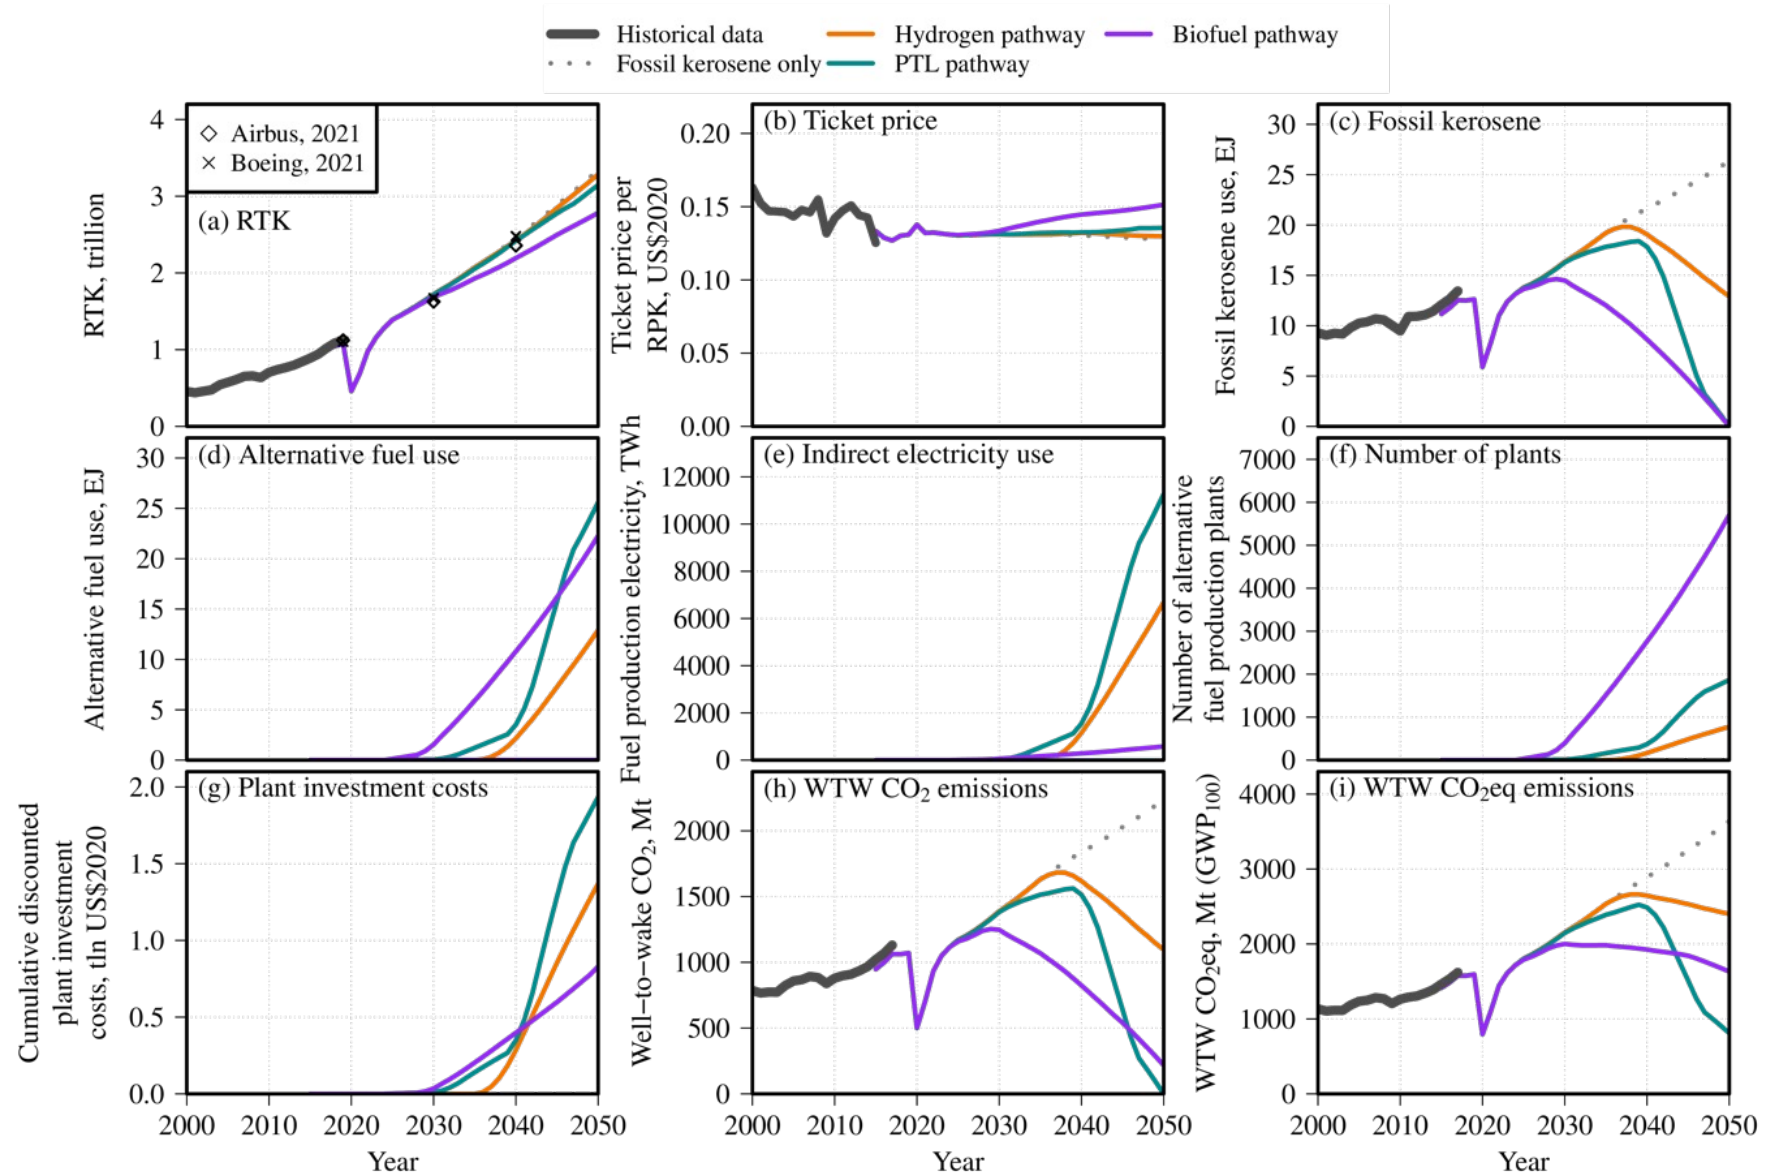 Historical data
Hydrogen pathway
Biofuel pathway
Fossil kerosene only
PTL pathway
Airbus, 2021
Boeing, 2021
(a) RTK
RTK, trillion
4
3
2
1
0
(b) Ticket price
Ticket price per
RPK, US$2020
0.20
0.15
0.10
0.05
0.00
(c) Fossil kerosene
Fossil kerosene use, EJ
30
25
20
15
10
5
0
(d) Alternative fuel use
Alternative fuel use, EJ
30
25
20
15
10
5
0
(e) Indirect electricity use
Fuel production electricity, TWh
12000
10000
8000
6000
4000
2000
0
(f) Number of plants
Number of alternative
fuel production plants
7000
6000
5000
4000
3000
2000
1000
0
(g) Plant investment costs
Cumulative discounted
plant investment
costs, tln US$2020
2.0
1.5
1.0
0.5
0.0
2000 2010 2020 2030 2040 2050
Year
(h) WTW CO₂ emissions
Well−to−wake CO₂, Mt
2000
1500
1000
500
0
2000 2010 2020 2030 2040 2050
Year
(i) WTW CO₂eq emissions
WTW CO₂eq, Mt (GWP₁₀₀)
4000
3000
2000
1000
0
2000 2010 2020 2030 2040 2050
Year